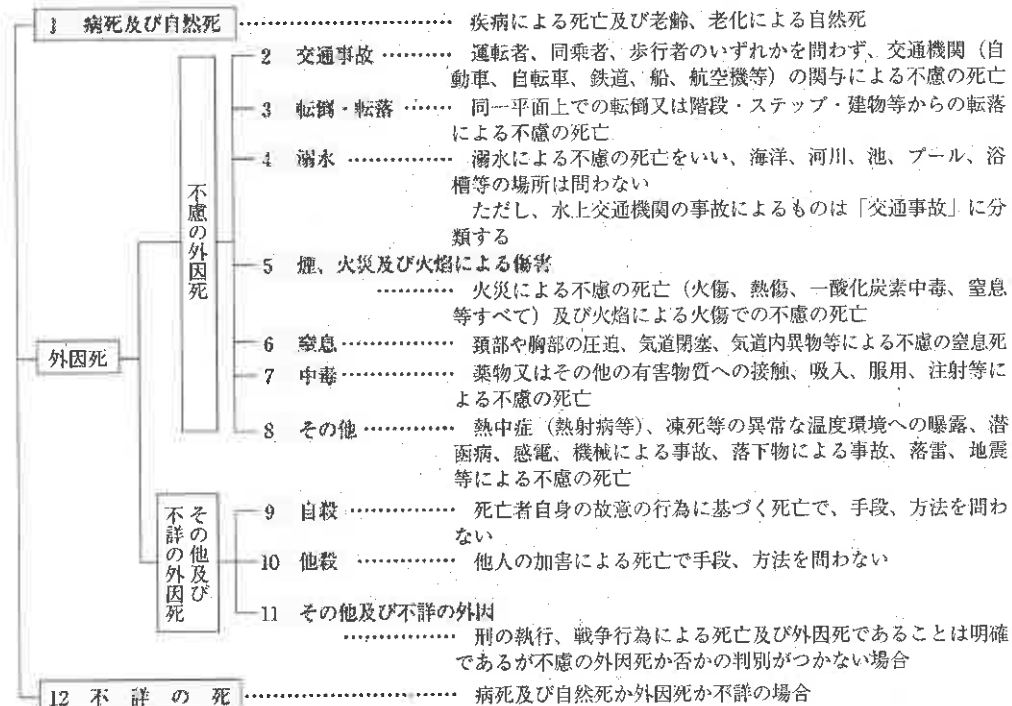 1 病死及び自然死 ………………………… 疾病による死亡及び老齢、老化による自然死
不慮の外因死
2 交通事故 ……… 運転者、同乗者、歩行者のいずれかを問わず、交通機関（自
動車、自転車、鉄道、船、航空機等）の関与による不慮の死亡
3 転倒・転落 …… 同一平面上での転倒又は階段・ステップ・建物等からの転落
による不慮の死亡
4 溺水 …………… 溺水による不慮の死亡をいい、海洋、河川、池、プール、浴
槽等の場所は問わない
ただし、水上交通機関の事故によるものは「交通事故」に分
類する
5 煙、火災及び火焔による傷害
………… 火災による不慮の死亡（火傷、熱傷、一酸化炭素中毒、窒息
等すべて）及び火焔による火傷での不慮の死亡
外因死
6 窒息 …………… 頚部や胸部の圧迫、気道閉塞、気道内異物等による不慮の窒息死
7 中毒 …………… 薬物又はその他の有害物質への接触、吸入、服用、注射等に
よる不慮の死亡
8 その他 ………… 熱中症（熱射病等）、凍死等の異常な温度環境への曝露、潜
函病、感電、機械による事故、落下物による事故、落雷、地震
等による不慮の死亡
その他及び
不詳の外因死
9 自殺 …………… 死亡者自身の故意の行為に基づく死亡で、手段、方法を問わ
ない
10 他殺 …………… 他人の加害による死亡で手段、方法を問わない
11 その他及び不詳の外因
…………… 刑の執行、戦争行為による死亡及び外因死であることは明確
であるが不慮の外因死か否かの判別がつかない場合
12 不詳の死 ………………………… 病死及び自然死か外因死か不詳の場合